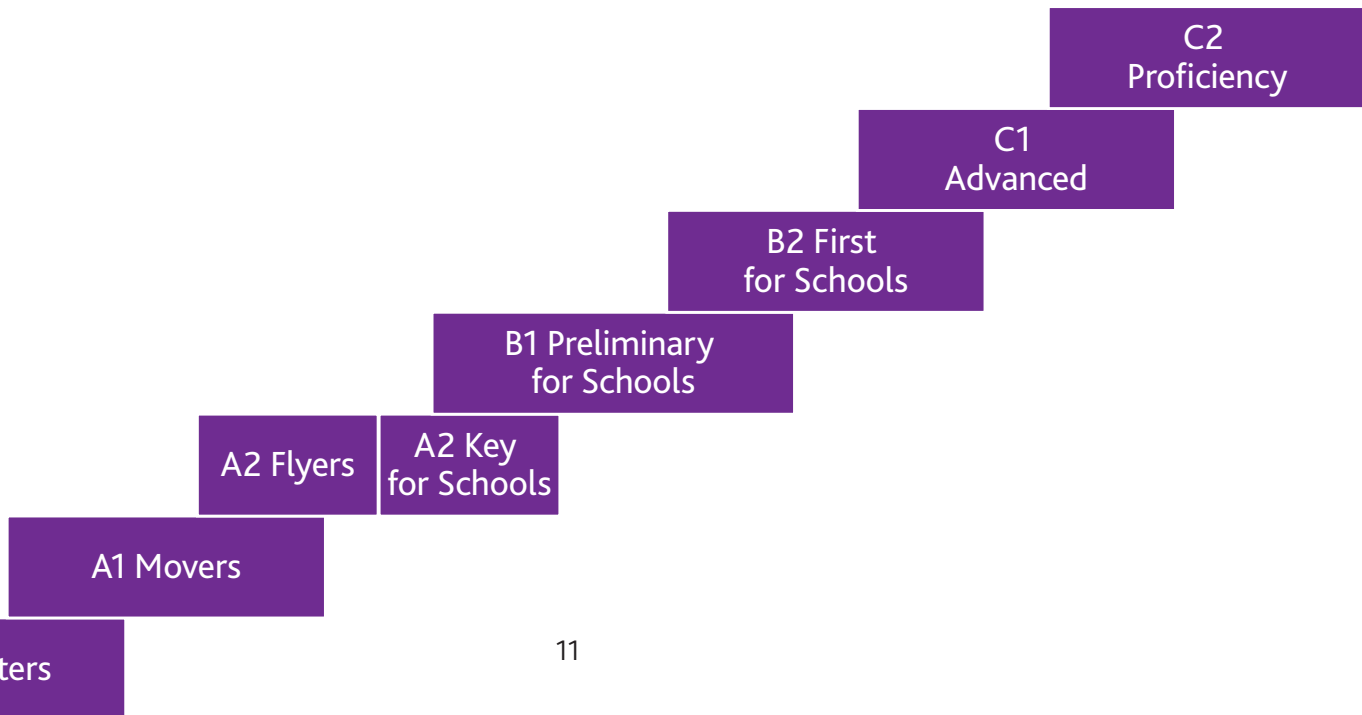 C2
Proficiency
C1
Advanced
B2 First
for Schools
B1 Preliminary
for Schools
A2 Flyers
A2 Key
for Schools
A1 Movers
11
ters